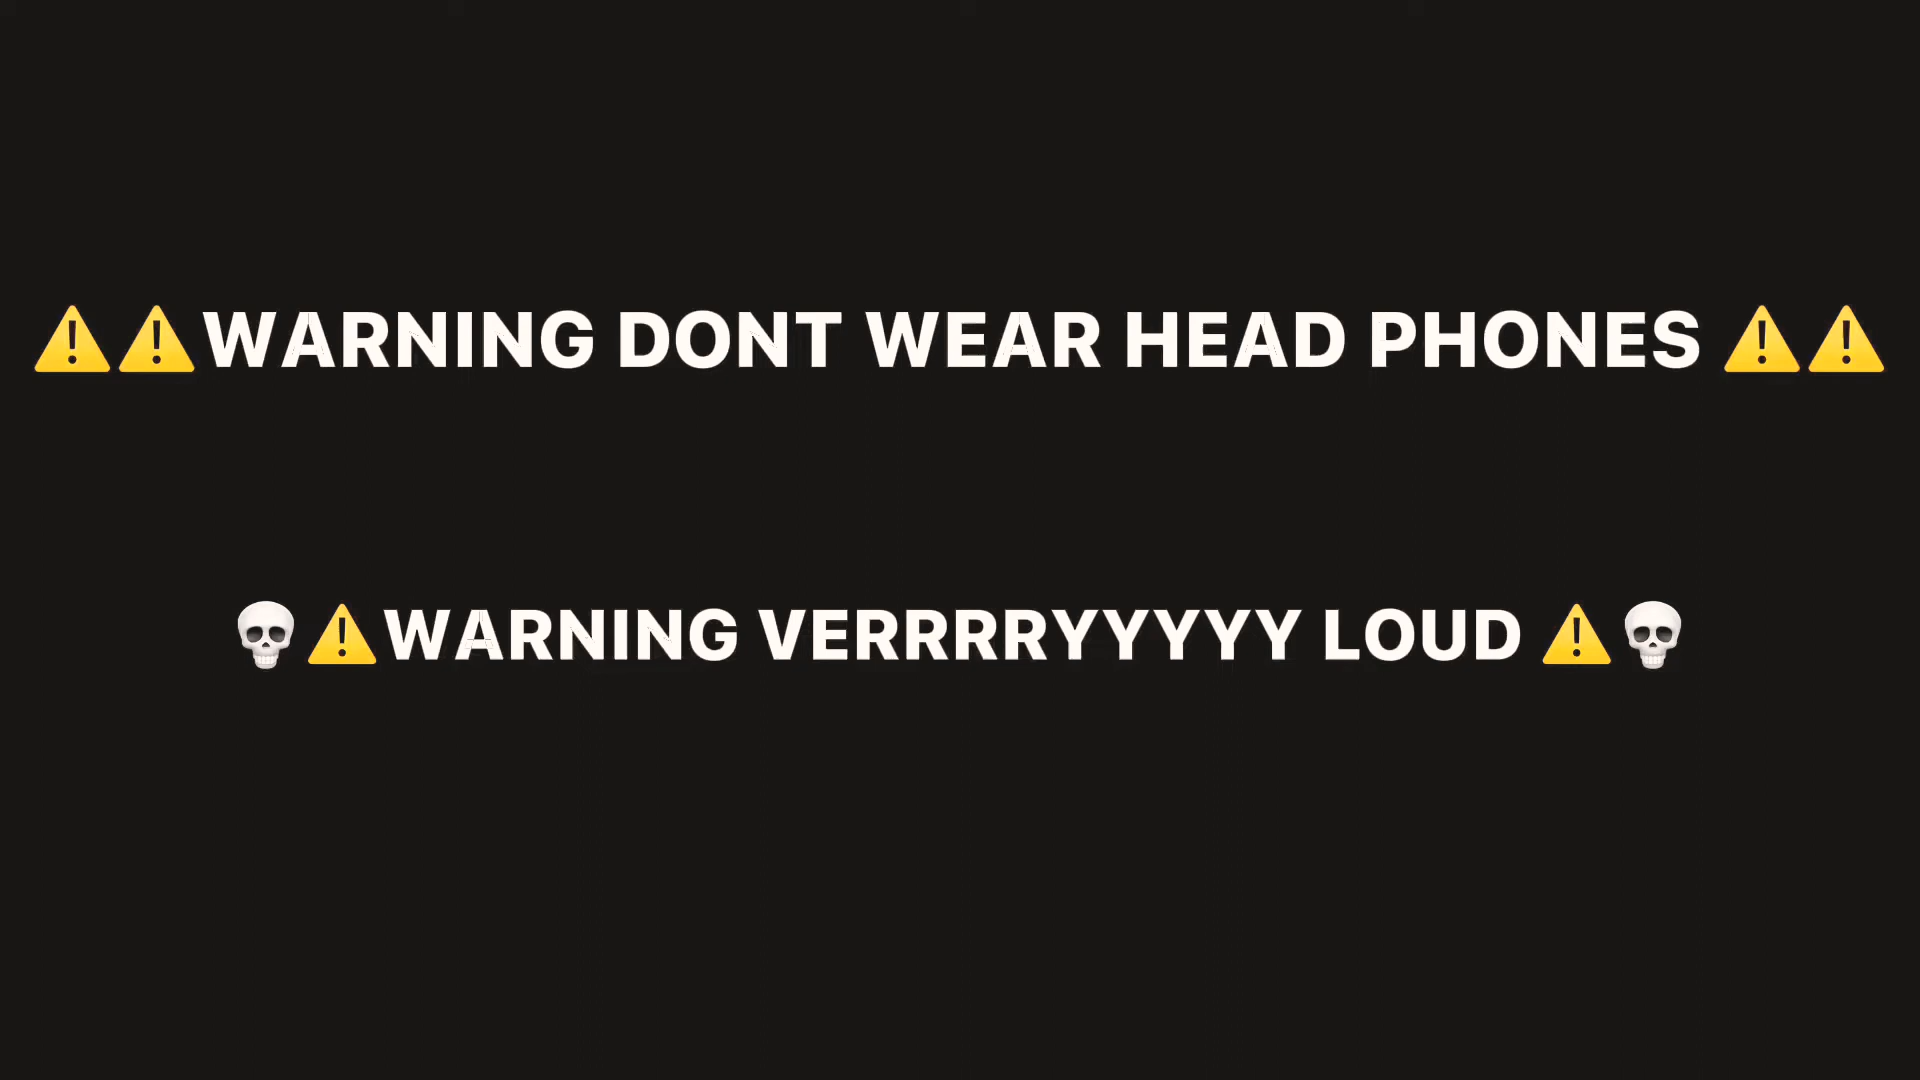 ⚠️⚠️WARNING DONT WEAR HEAD PHONES ⚠️⚠️
💀⚠️WARNING VERRRRYYYYY LOUD ⚠️💀